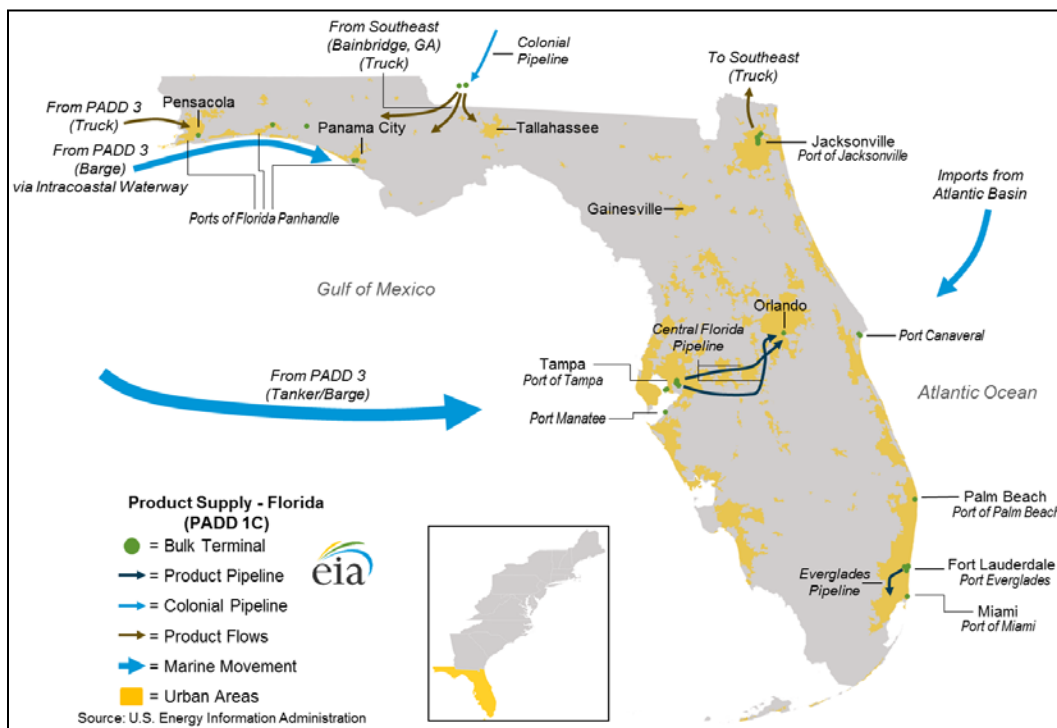 From Southeast
(Bainbridge, GA)
(Truck)
Colonial
Pipeline
To Southeast
(Truck)
From PADD 3
(Truck)
Pensacola
Panama City
Tallahassee
Jacksonville
Port of Jacksonville
From PADD 3
(Barge)
via Intracoastal Waterway
Ports of Florida Panhandle
Gainesville
Imports from
Atlantic Basin
Gulf of Mexico
Orlando
Central Florida
Pipeline
Port Canaveral
Tampa
Port of Tampa
From PADD 3
(Tanker/Barge)
Atlantic Ocean
Port Manatee
Palm Beach
Port of Palm Beach
Everglades
Pipeline
Fort Lauderdale
Port Everglades
Miami
Port of Miami
Product Supply - Florida
(PADD 1C)
= Bulk Terminal
eia
= Product Pipeline
= Colonial Pipeline
= Product Flows
= Marine Movement
= Urban Areas
Source: U.S. Energy Information Administration